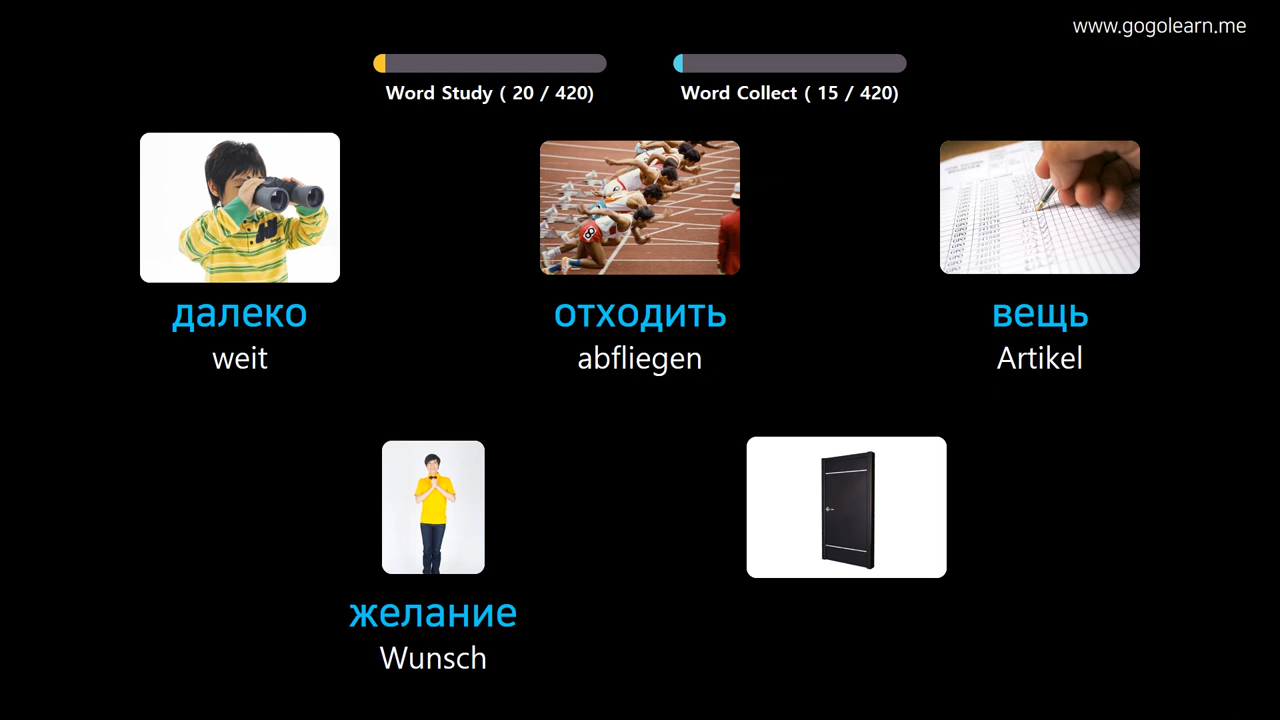 www.gogolearn.me
Word Study ( 20 / 420)
Word Collect ( 15 / 420)
далеко
weit
отходить
abfliegen
вещь
Artikel
желание
Wunsch